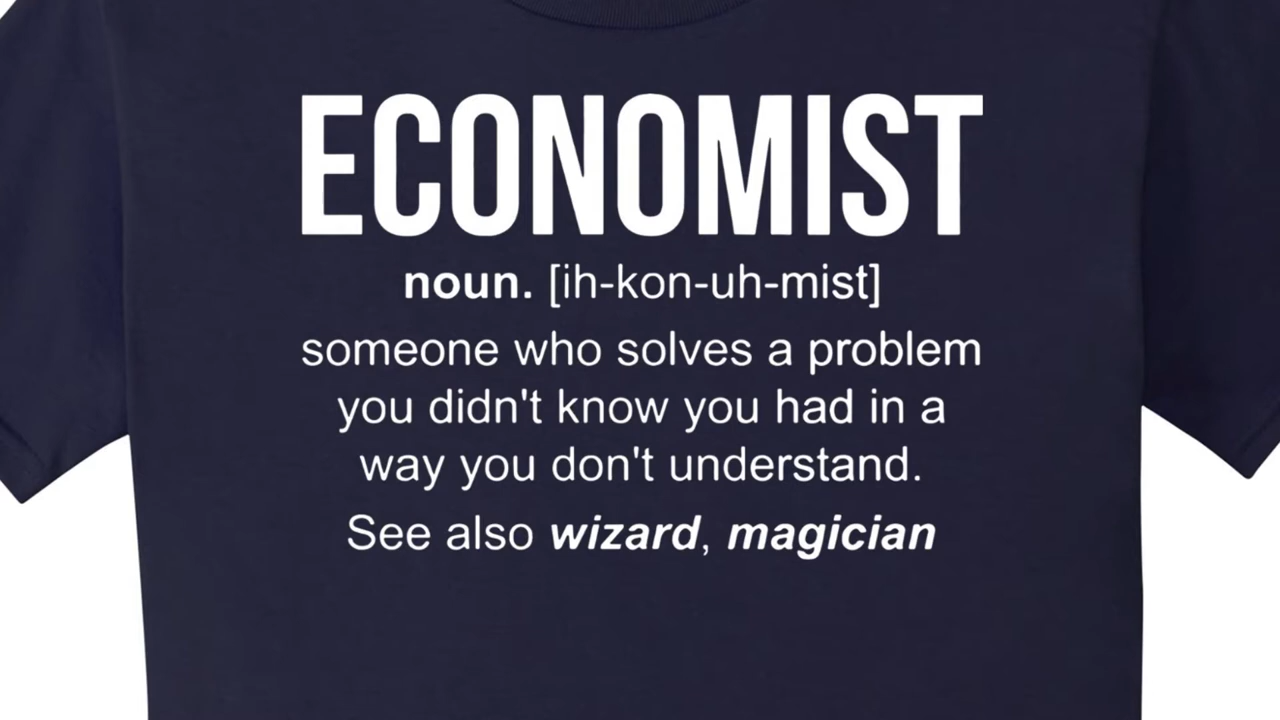 ECONOMIST
noun. [ih-kon-uh-mist]
someone who solves a problem
you didn't know you had in a
way you don't understand.
See also wizard, magician